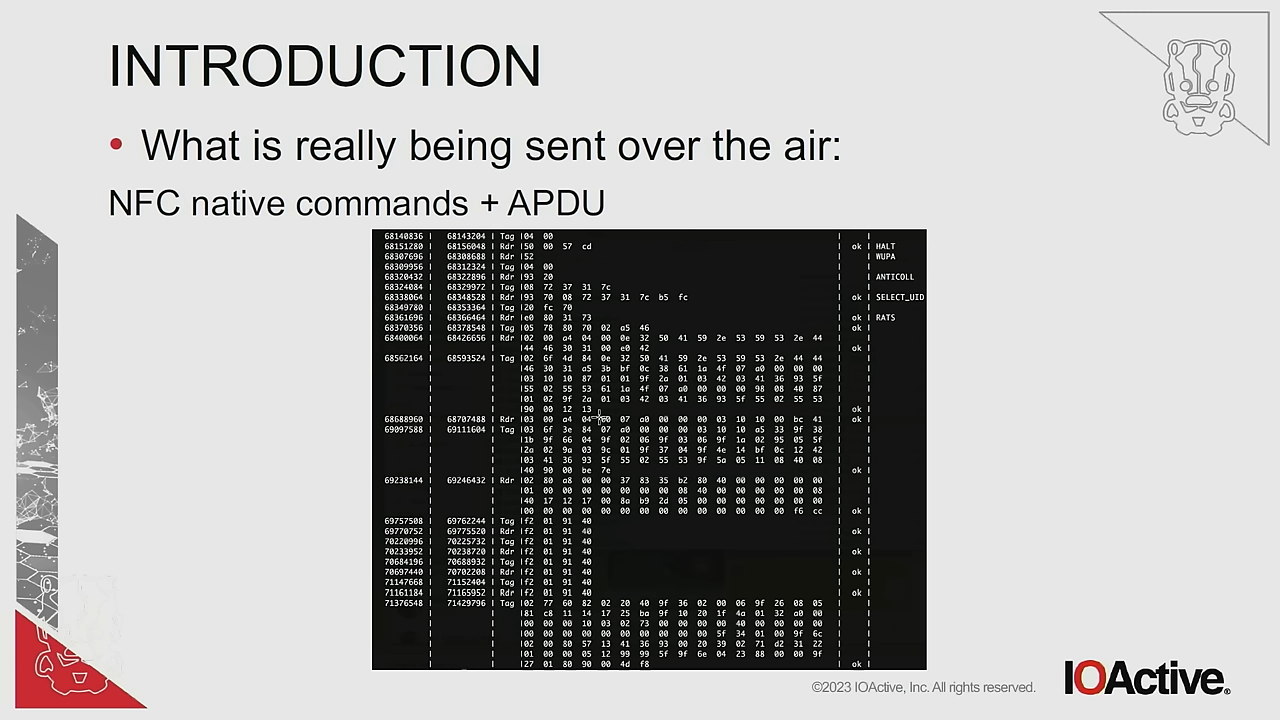 INTRODUCTION
• What is really being sent over the air:
NFC native commands + APDU
68140836 | 68143204 | Tag |04 00 | |
68151280 | 68156048 | Rdr |50 00 57 cd | ok | HALT
68307696 | 68308688 | Rdr |52 | | WUPA
68309956 | 68312324 | Tag |04 00 | |
68320432 | 68322896 | Rdr |93 20 | | ANTICOLL
68324084 | 68329972 | Tag |08 72 37 31 7c | |
68338064 | 68348528 | Rdr |93 70 08 72 37 31 7c b5 fc | ok | SELECT_UID
68349780 | 68353364 | Tag |20 fc 70 | |
68361696 | 68366464 | Rdr |e0 80 31 73 | ok | RATS
68370356 | 68378548 | Tag |05 78 80 70 02 a5 46 | ok |
68400064 | 68426656 | Rdr |02 00 a4 04 00 0e 32 50 41 59 2e 53 59 53 2e 44 | |
| | |44 46 30 31 00 e0 42 | ok |
68562164 | 68593524 | Tag |02 6f 4d 84 0e 32 50 41 59 2e 53 59 53 2e 44 44 | |
| | |46 30 31 a5 3b bf 0c 38 61 1a 4f 07 a0 00 00 00 | |
| | |03 10 10 87 01 01 9f 2a 01 03 42 03 41 36 93 5f | |
| | |55 02 55 53 61 1a 4f 07 a0 00 00 00 98 08 40 87 | |
| | |01 02 9f 2a 01 03 42 03 41 36 93 5f 55 02 55 53 | |
| | |90 00 12 13 | ok |
68688960 | 68707488 | Rdr |03 00 a4 04 00 07 a0 00 00 00 03 10 10 00 bc 41 | ok |
69097588 | 69111604 | Tag |03 6f 3e 84 07 a0 00 00 00 03 10 10 a5 33 9f 38 | |
| | |1b 9f 66 04 9f 02 06 9f 03 06 9f 1a 02 95 05 5f | |
| | |2a 02 9a 03 9c 01 9f 37 04 9f 4e 14 bf 0c 12 42 | |
| | |03 41 36 93 5f 55 02 55 53 9f 5a 05 11 08 40 08 | |
| | |40 90 00 be 7e | ok |
69238144 | 69246432 | Rdr |02 80 a8 00 00 37 83 35 b2 80 40 00 00 00 00 00 | |
| | |01 00 00 00 00 00 00 08 40 00 00 00 00 00 08 | |
| | |40 17 12 17 00 8a b9 2d 05 00 00 00 00 00 00 00 | |
| | |00 00 00 00 00 00 00 00 00 00 00 00 00 00 f6 cc | ok |
69757508 | 69762244 | Tag |f2 01 91 40 | |
69770752 | 69775520 | Rdr |f2 01 91 40 | ok |
70220996 | 70225732 | Tag |f2 01 91 40 | |
70233952 | 70238720 | Rdr |f2 01 91 40 | ok |
70684196 | 70688932 | Tag |f2 01 91 40 | |
70697440 | 70702208 | Rdr |f2 01 91 40 | ok |
71147668 | 71152404 | Tag |f2 01 91 40 | |
71161184 | 71165952 | Rdr |f2 01 91 40 | ok |
71376548 | 71429796 | Tag |02 77 60 82 02 20 40 9f 36 02 00 06 9f 26 08 05 | |
| | |81 c8 11 14 17 25 ba 9f 10 20 1f 4a 01 32 a0 00 | |
| | |00 00 00 10 03 02 73 00 00 00 00 40 00 00 00 00 | |
| | |00 00 00 00 00 00 00 00 00 00 5f 34 01 00 9f 6c | |
| | |02 00 80 57 13 41 36 93 00 20 39 02 71 d2 31 22 | |
| | |01 00 00 05 12 99 99 5f 9f 6e 04 23 88 00 00 9f | |
| | |27 01 80 90 00 4d f8 | ok |
©2023 IOActive, Inc. All rights reserved.
IOActive®